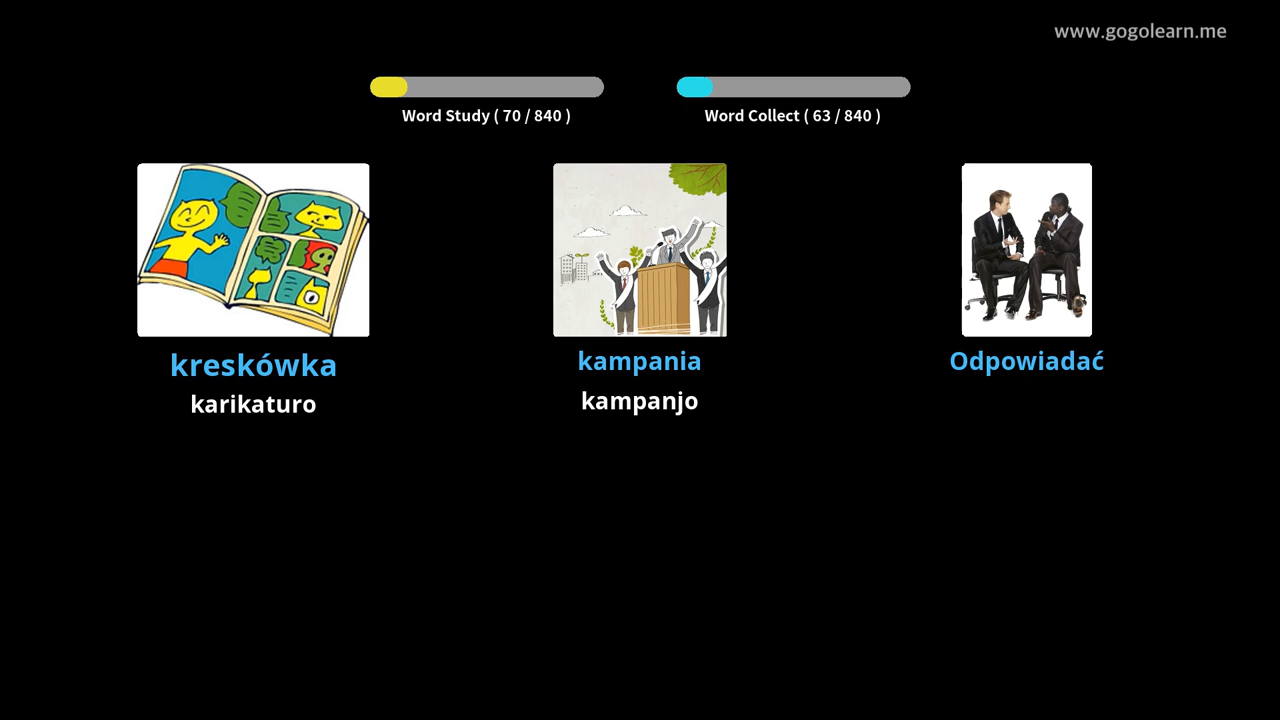 www.gogolearn.me
Word Study ( 70 / 840 )
Word Collect ( 63 / 840 )
kreskówka
kampania
Odpowiadać
karikaturo
kampanjo